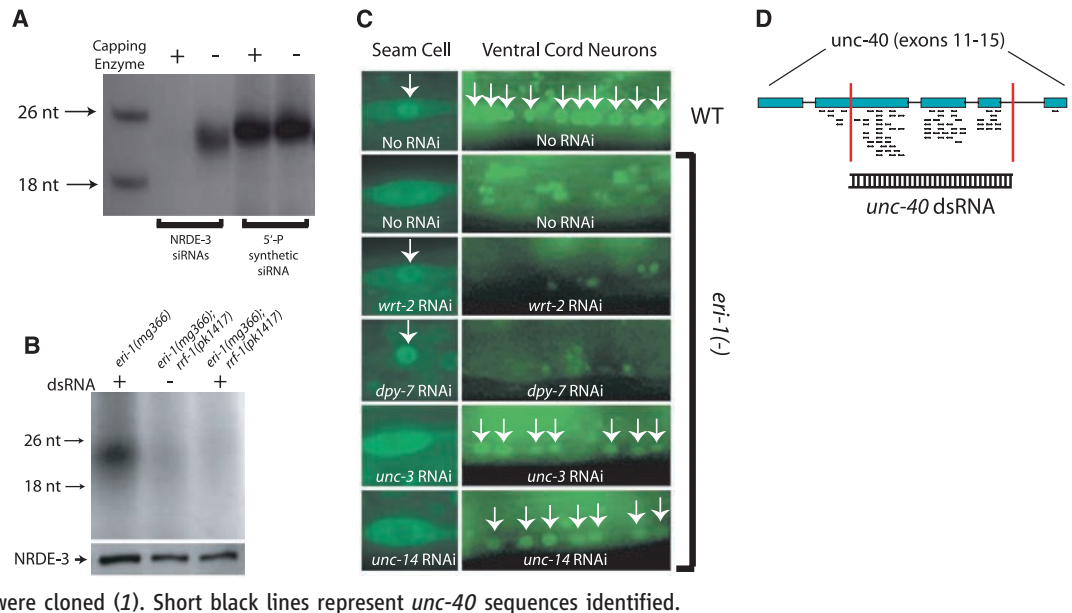 A
Capping
Enzyme
+ - + -
26 nt
18 nt
NRDE-3
siRNAs
5'-P
synthetic
siRNA
B
eri-1(mg366)
eri-1(mg366);
rrf-1(pk1417)
eri-1(mg366);
rrf-1(pk1417)
dsRNA + - +
26 nt
18 nt
NRDE-3
C
Seam Cell Ventral Cord Neurons
No RNAi No RNAi
WT
No RNAi No RNAi
wrt-2 RNAi wrt-2 RNAi
dpy-7 RNAi dpy-7 RNAi
unc-3 RNAi unc-3 RNAi
unc-14 RNAi unc-14 RNAi
eri-1(-)
D
unc-40 (exons 11-15)
unc-40 dsRNA
were cloned (1). Short black lines represent unc-40 sequences identified.